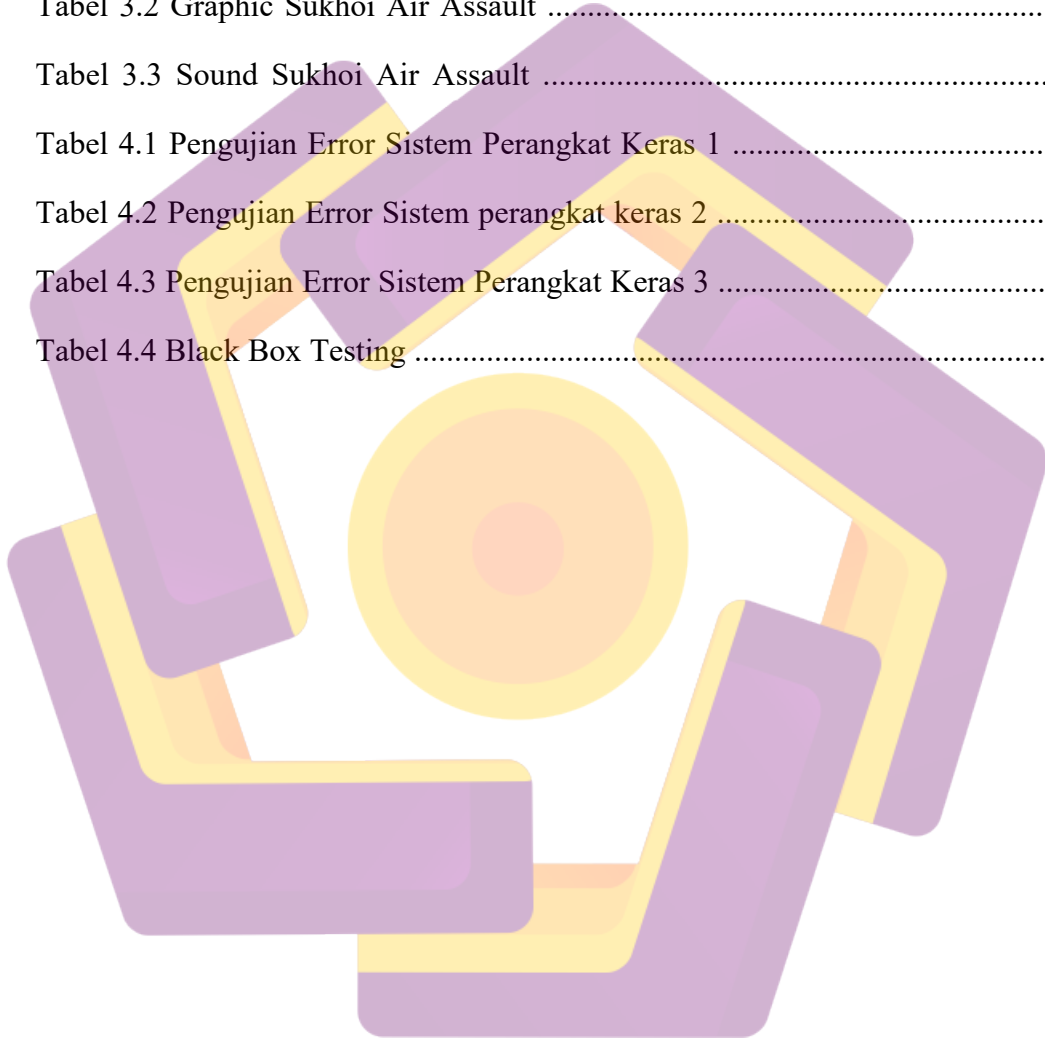 Tabel 3.2 Graphic Sukhoi Air Assault ..................................................
Tabel 3.3 Sound Sukhoi Air Assault ..................................................
Tabel 4.1 Pengujian Error Sistem Perangkat Keras 1 ...............................
Tabel 4.2 Pengujian Error Sistem perangkat keras 2 ................................
Tabel 4.3 Pengujian Error Sistem Perangkat Keras 3 ................................
Tabel 4.4 Black Box Testing ...............................................................